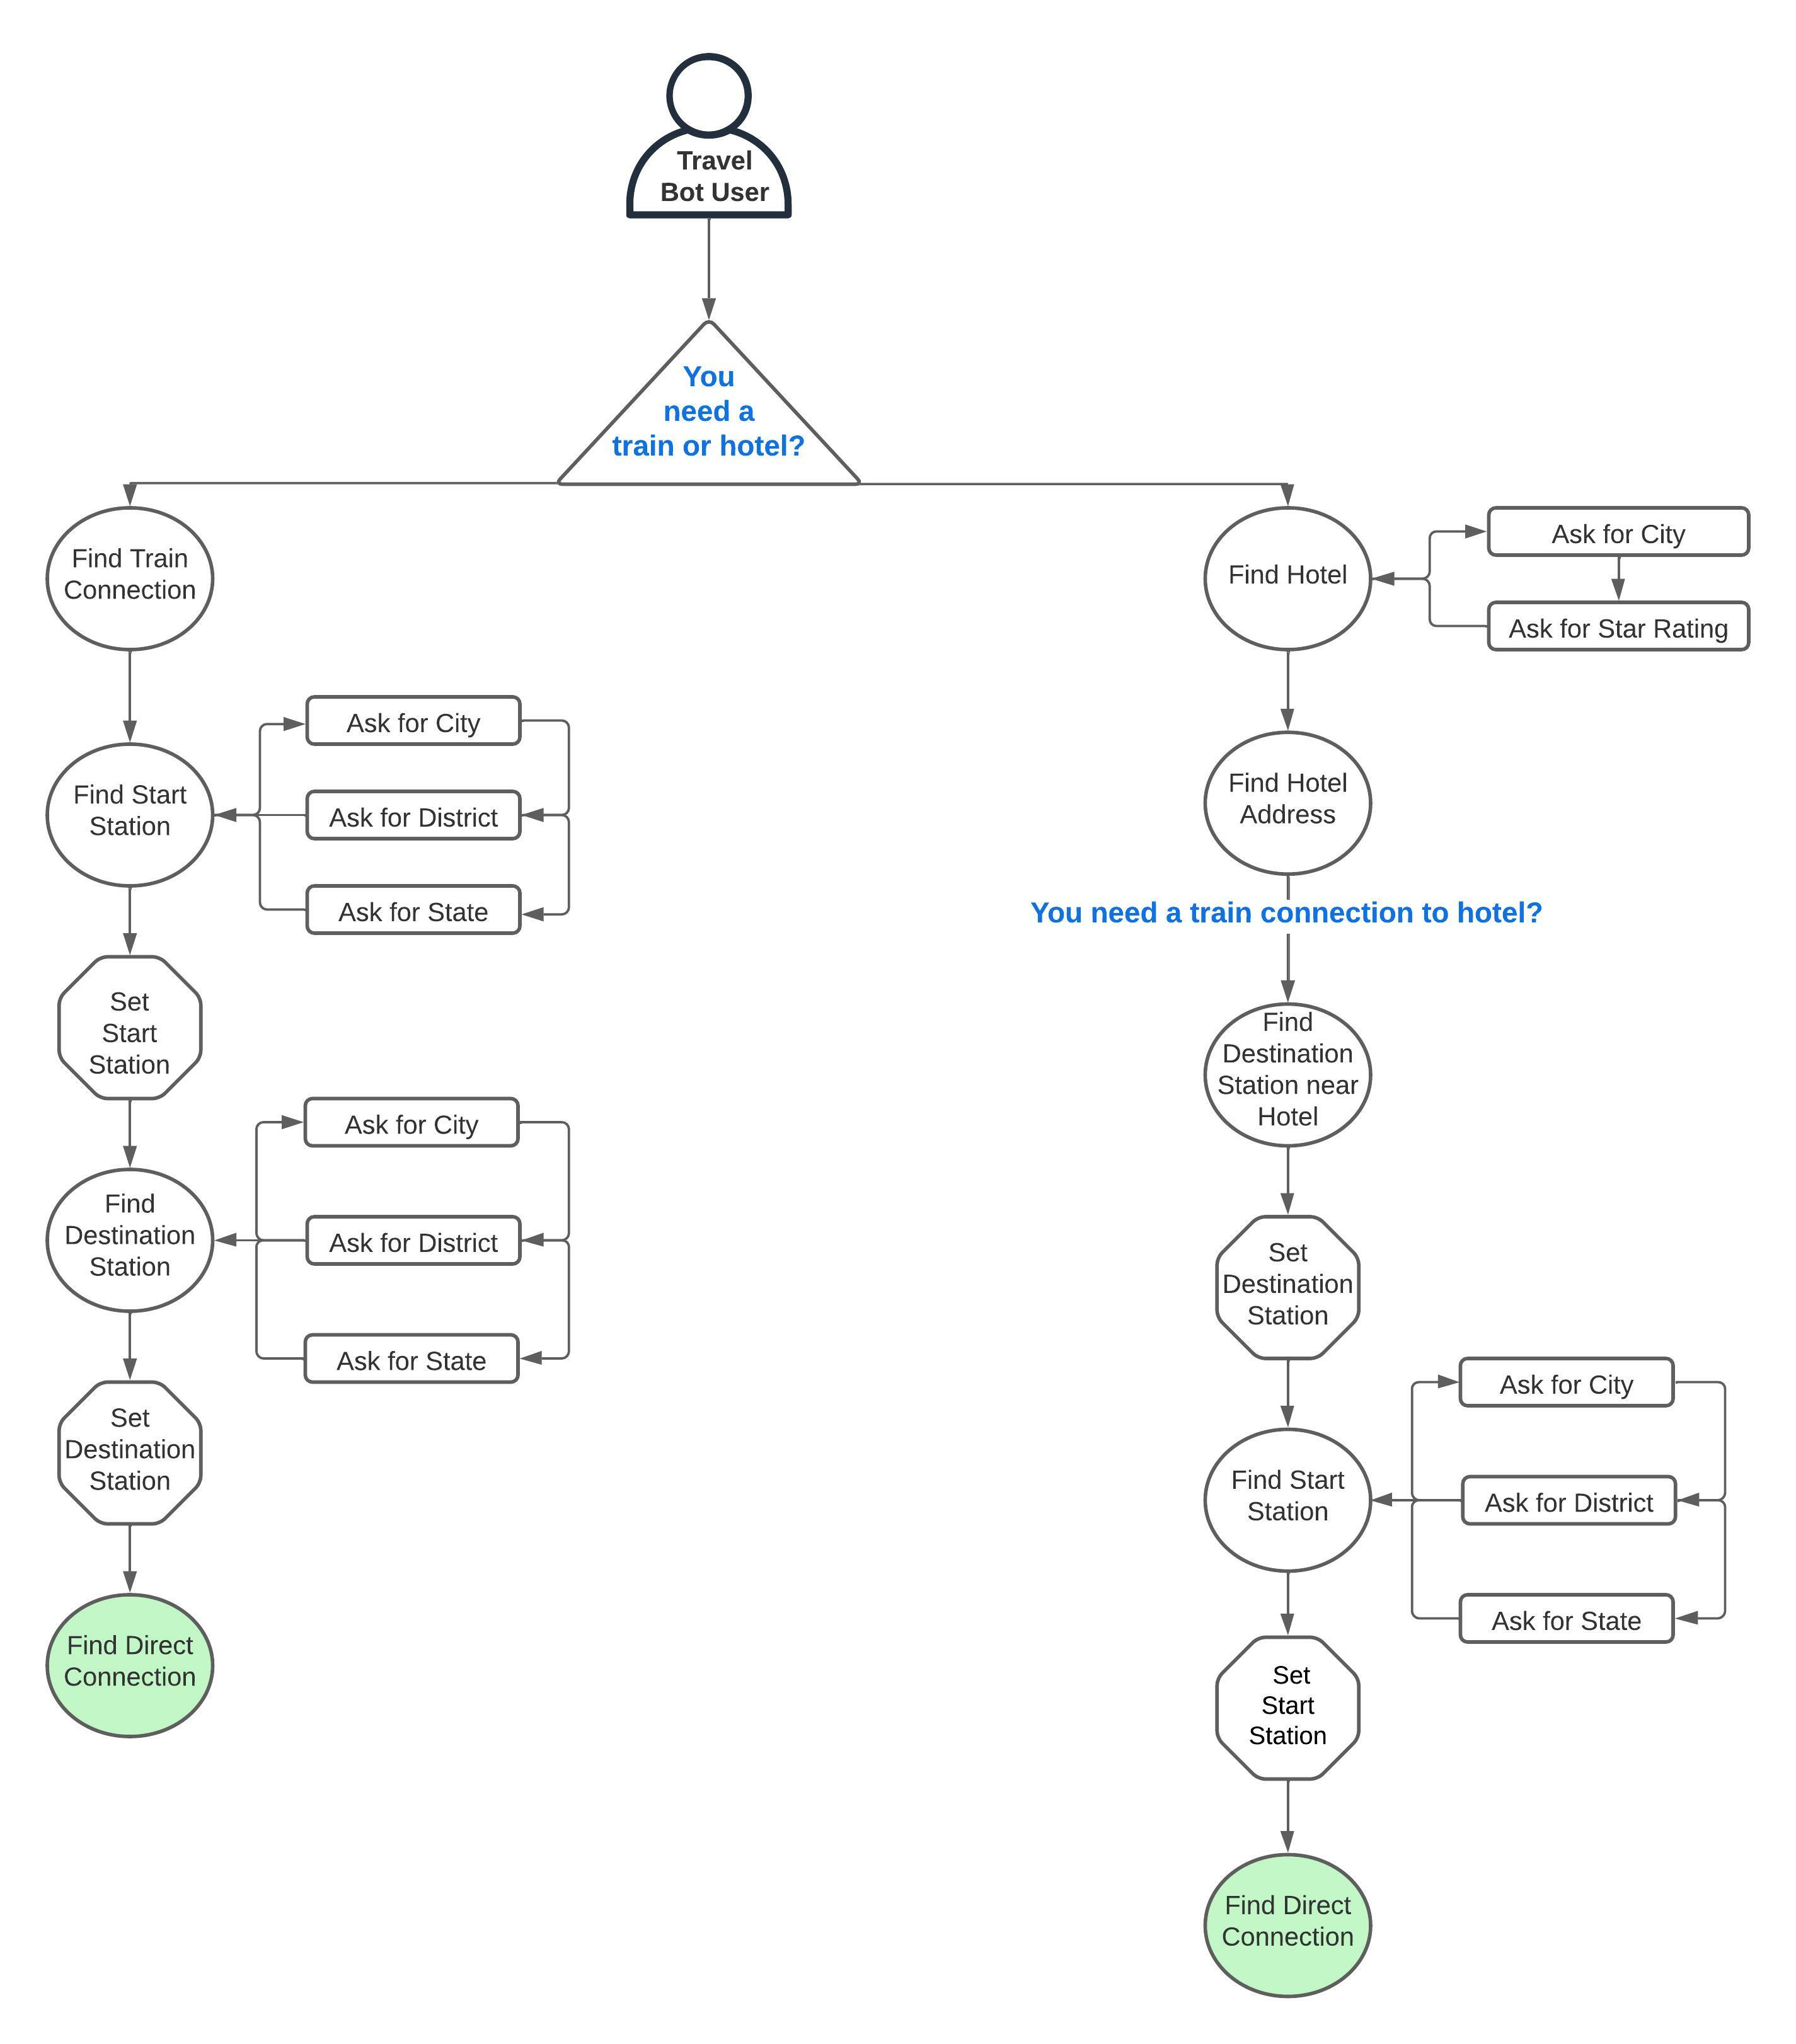 Travel
Bot User
You
need a
train or hotel?
Find Train
Connection
Find Start
Station
Ask for City
Ask for District
Ask for State
Set
Start
Station
Find
Destination
Station
Ask for City
Ask for District
Ask for State
Set
Destination
Station
Find Direct
Connection
Find Hotel
Ask for City
Ask for Star Rating
Find Hotel
Address
You need a train connection to hotel?
Find
Destination
Station near
Hotel
Set
Destination
Station
Find Start
Station
Ask for City
Ask for District
Ask for State
Set
Start
Station
Find Direct
Connection